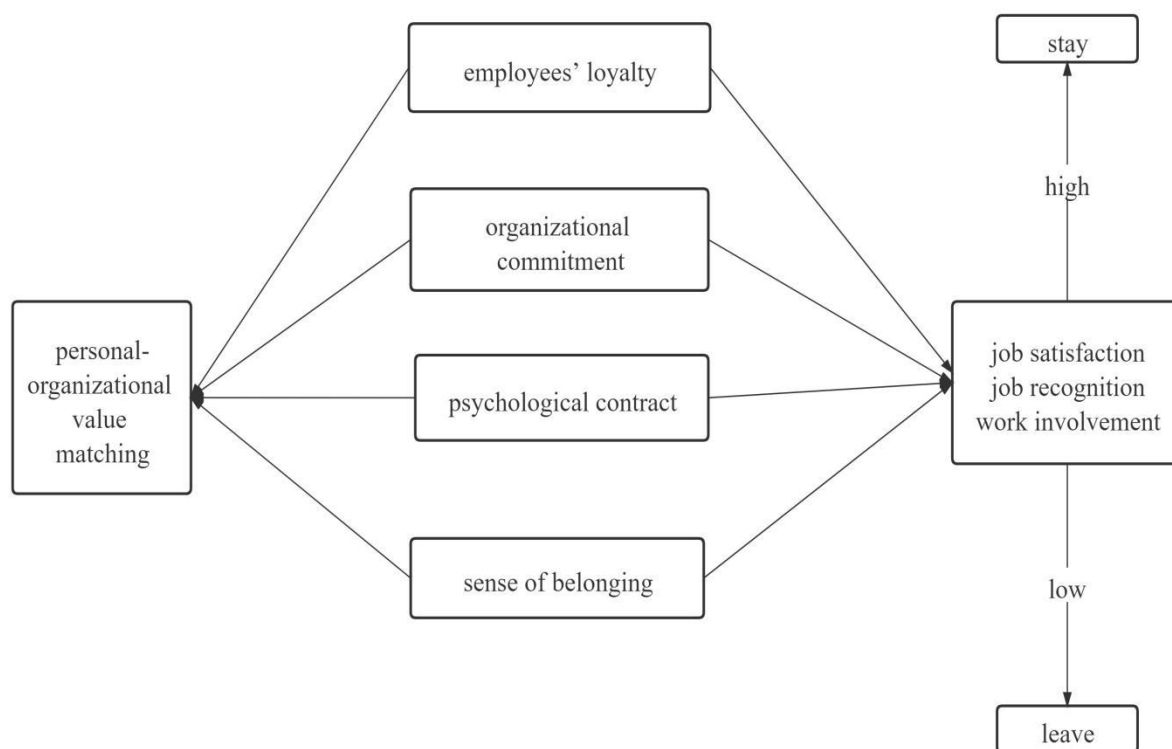 employees’ loyalty
stay
high
organizational
commitment
personal-
organizational
value
matching
psychological contract
job satisfaction
job recognition
work involvement
sense of belonging
low
leave